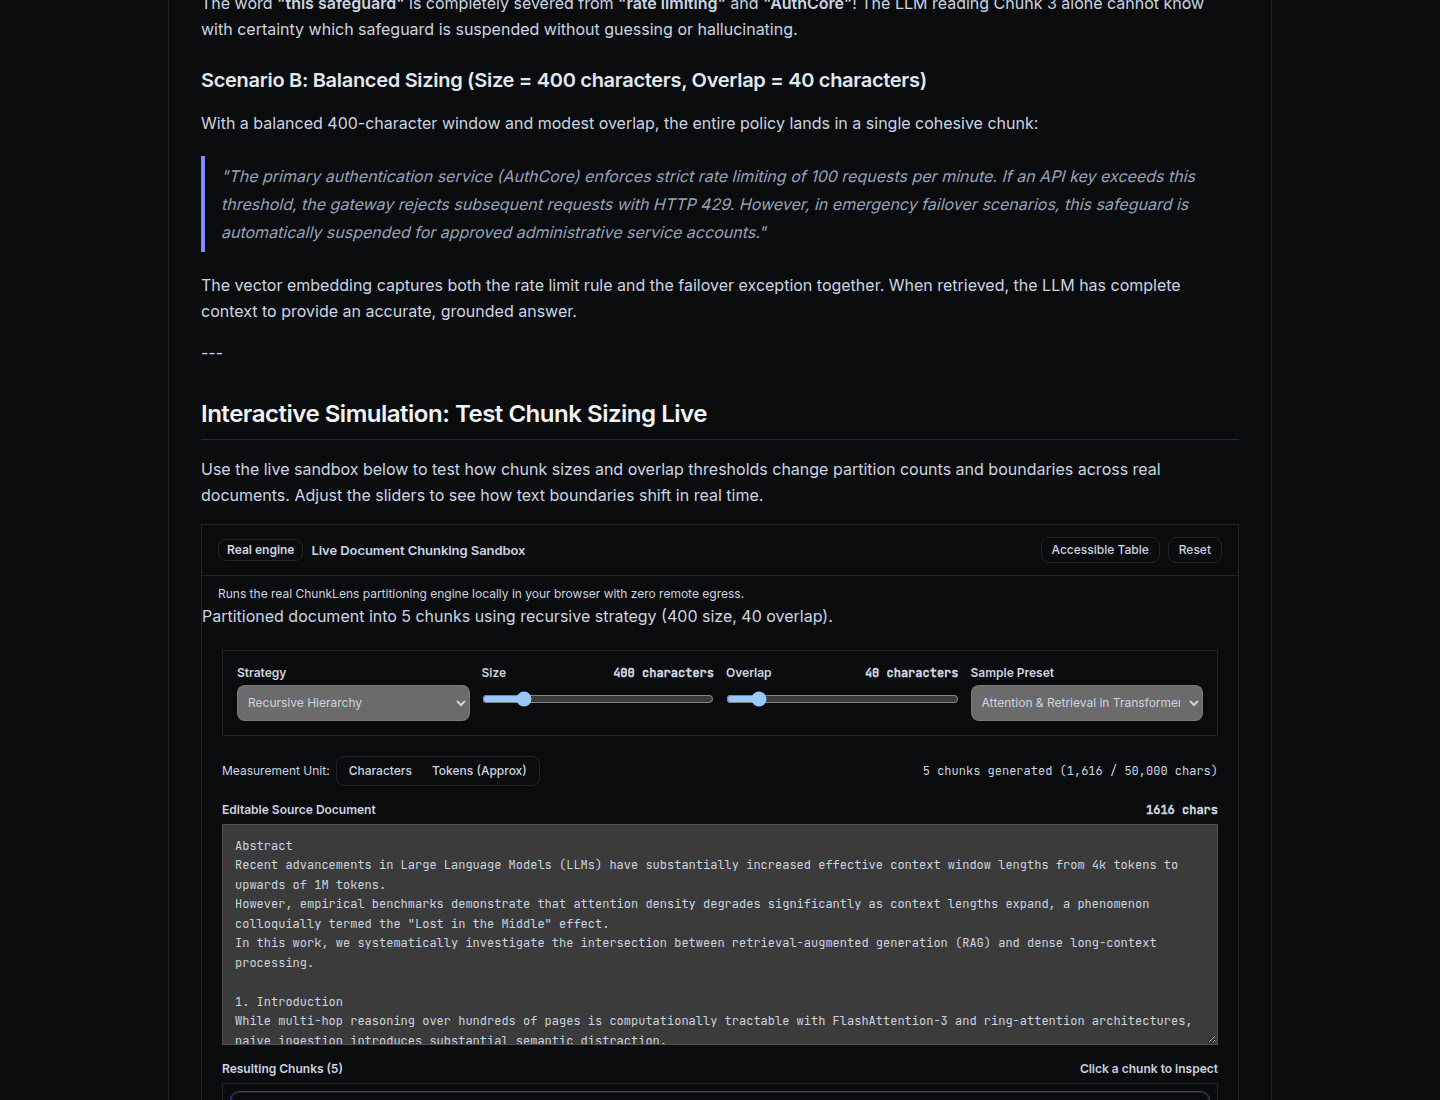 The word "this safeguard" is completely severed from "rate limiting" and "AuthCore"! The LLM reading Chunk 3 alone cannot know
with certainty which safeguard is suspended without guessing or hallucinating.
Scenario B: Balanced Sizing (Size = 400 characters, Overlap = 40 characters)
With a balanced 400-character window and modest overlap, the entire policy lands in a single cohesive chunk:
"The primary authentication service (AuthCore) enforces strict rate limiting of 100 requests per minute. If an API key exceeds this
threshold, the gateway rejects subsequent requests with HTTP 429. However, in emergency failover scenarios, this safeguard is
automatically suspended for approved administrative service accounts."
The vector embedding captures both the rate limit rule and the failover exception together. When retrieved, the LLM has complete
context to provide an accurate, grounded answer.
---
Interactive Simulation: Test Chunk Sizing Live
Use the live sandbox below to test how chunk sizes and overlap thresholds change partition counts and boundaries across real
documents. Adjust the sliders to see how text boundaries shift in real time.
Real engine Live Document Chunking Sandbox Accessible Table Reset
Runs the real ChunkLens partitioning engine locally in your browser with zero remote egress.
Partitioned document into 5 chunks using recursive strategy (400 size, 40 overlap).
Strategy Size 400 characters Overlap 40 characters Sample Preset
Recursive Hierarchy Attention & Retrieval in Transformer
Measurement Unit: Characters Tokens (Approx) 5 chunks generated (1,616 / 50,000 chars)
Editable Source Document 1616 chars
Abstract
Recent advancements in Large Language Models (LLMs) have substantially increased effective context window lengths from 4k tokens to
upwards of 1M tokens.
However, empirical benchmarks demonstrate that attention density degrades significantly as context lengths expand, a phenomenon
colloquially termed the "Lost in the Middle" effect.
In this work, we systematically investigate the intersection between retrieval-augmented generation (RAG) and dense long-context
processing.
1. Introduction
While multi-hop reasoning over hundreds of pages is computationally tractable with FlashAttention-3 and ring-attention architectures,
naive ingestion introduces substantial semantic distraction.
Resulting Chunks (5) Click a chunk to inspect